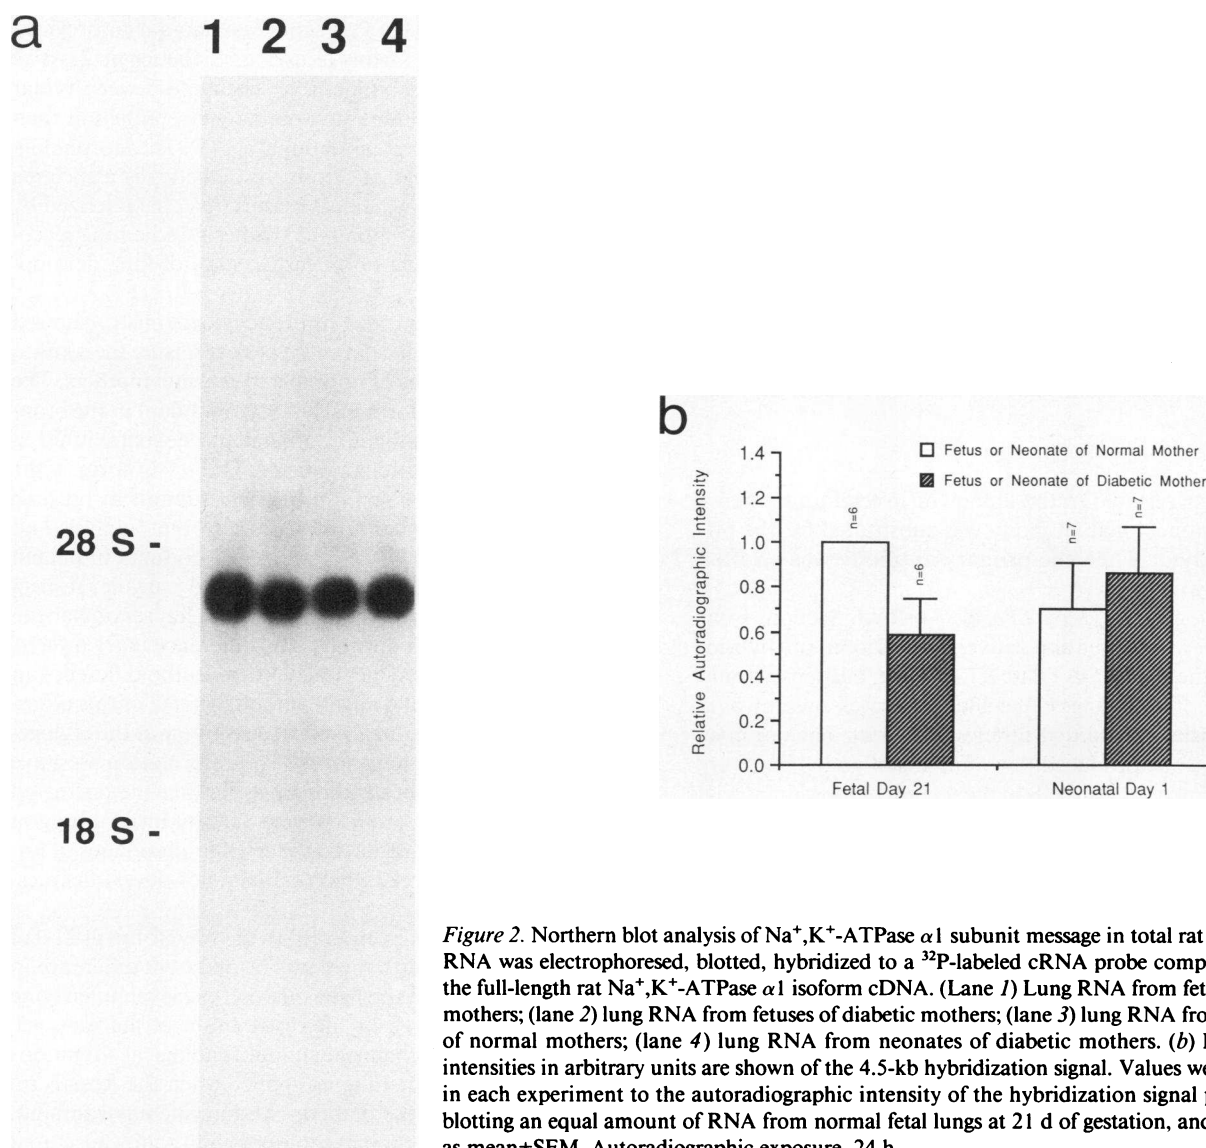 a
1 2 3 4
28 S -
18 S -
b
Relative Autoradiographic Intensity
1.4
1.2
1.0
0.8
0.6
0.4
0.2
0.0
Fetus or Neonate of Normal Mother
Fetus or Neonate of Diabetic Mother
n=6
n=6
n=7
n=7
Fetal Day 21
Neonatal Day 1
Figure 2. Northern blot analysis of Na⁺,K⁺-ATPase α1 subunit message in total rat
RNA was electrophoresed, blotted, hybridized to a ³²P-labeled cRNA probe comp
the full-length rat Na⁺,K⁺-ATPase α1 isoform cDNA. (Lane 1) Lung RNA from fet
mothers; (lane 2) lung RNA from fetuses of diabetic mothers; (lane 3) lung RNA fro
of normal mothers; (lane 4) lung RNA from neonates of diabetic mothers. (b)
intensities in arbitrary units are shown of the 4.5-kb hybridization signal. Values we
in each experiment to the autoradiographic intensity of the hybridization signal
blotting an equal amount of RNA from normal fetal lungs at 21 d of gestation, and
as mean±SEM. Autoradiographic exposure, 24 h.